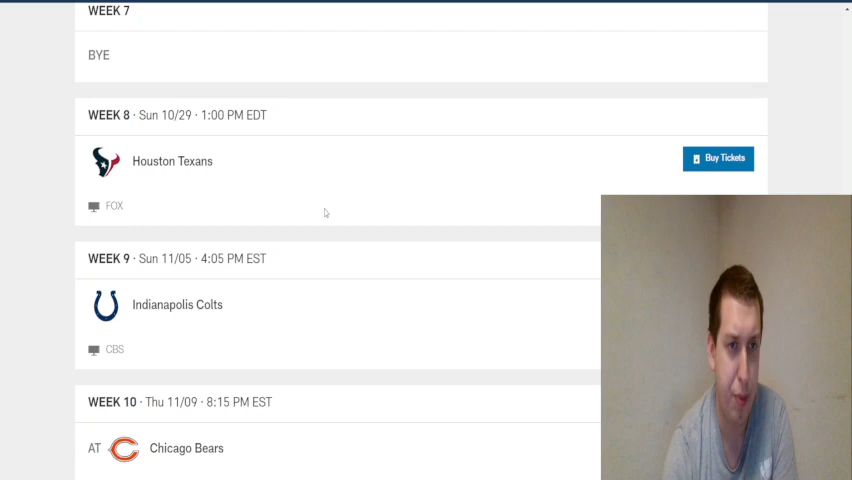 WEEK 7
BYE
WEEK 8 · Sun 10/29 · 1:00 PM EDT
Houston Texans
Buy Tickets
FOX
WEEK 9 · Sun 11/05 · 4:05 PM EST
Indianapolis Colts
CBS
WEEK 10 · Thu 11/09 · 8:15 PM EST
AT Chicago Bears